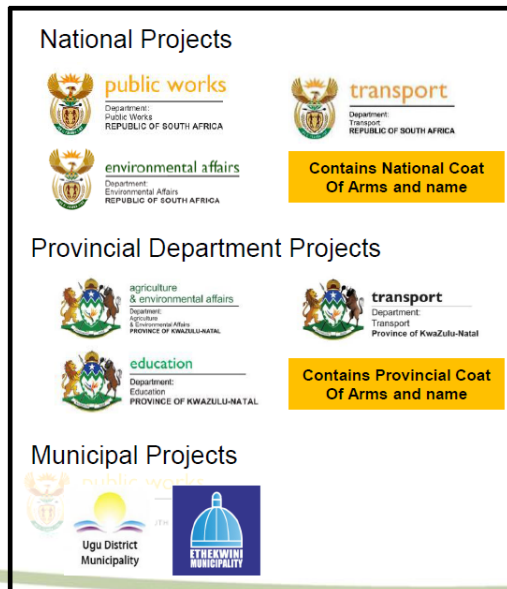 National Projects
public works
Department:
Public Works
REPUBLIC OF SOUTH AFRICA
transport
Department:
Transport
REPUBLIC OF SOUTH AFRICA
environmental affairs
Department:
Environmental Affairs
REPUBLIC OF SOUTH AFRICA
Contains National Coat
Of Arms and name
Provincial Department Projects
agriculture
& environmental affairs
Department:
Agriculture
& Environmental Affairs
PROVINCE OF KWAZULU-NATAL
transport
Department:
Transport
Province of KwaZulu-Natal
education
Department:
Education
PROVINCE OF KWAZULU-NATAL
Contains Provincial Coat
Of Arms and name
Municipal Projects
public works
Ugu District
Municipality
ETHEKWINI
MUNICIPALITY